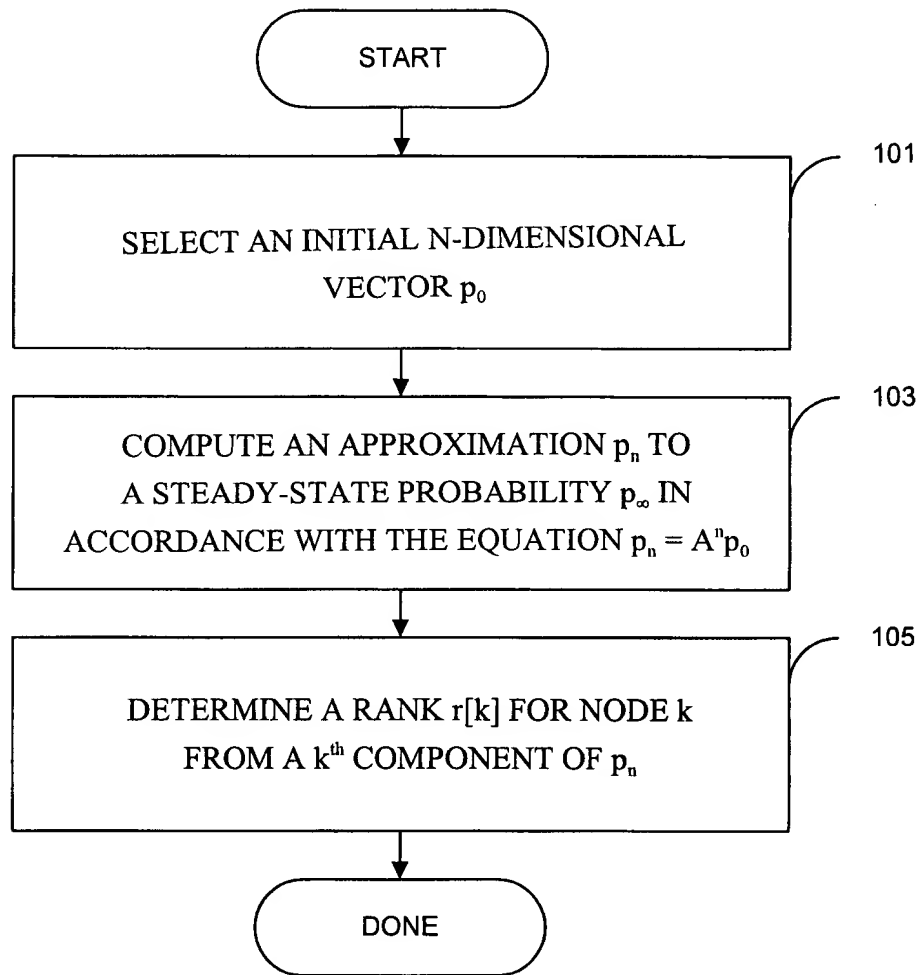 START
101
SELECT AN INITIAL N-DIMENSIONAL
VECTOR p₀
103
COMPUTE AN APPROXIMATION pₙ TO
A STEADY-STATE PROBABILITY p∞ IN
ACCORDANCE WITH THE EQUATION pₙ = Aⁿp₀
105
DETERMINE A RANK r[k] FOR NODE k
FROM A kᵗʰ COMPONENT OF pₙ
DONE